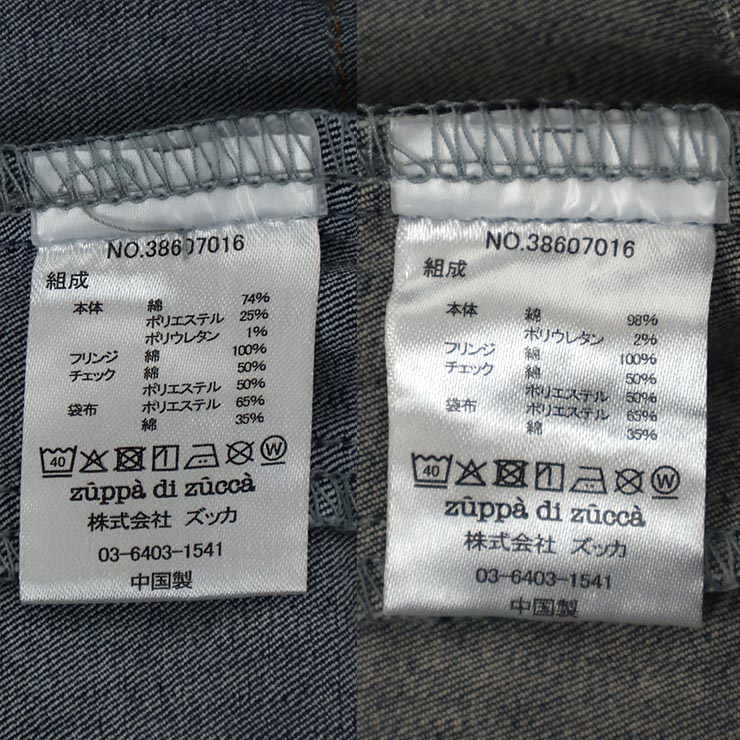 NO.38607016
組成
本体 綿 74%
ポリエステル 25%
ポリウレタン 1%
フリンジ 綿 100%
チェック 綿 50%
ポリエステル 50%
袋布 ポリエステル 65%
綿 35%
40 W
zûppà di zûccà
株式会社 ズッカ
03-6403-1541
中国製
NO.38607016
組成
本体 綿 98%
ポリウレタン 2%
フリンジ 綿 100%
チェック 綿 50%
ポリエステル 50%
袋布 ポリエステル 65%
綿 35%
40 W
zûppà di zûccà
株式会社 ズッカ
03-6403-1541
中国製